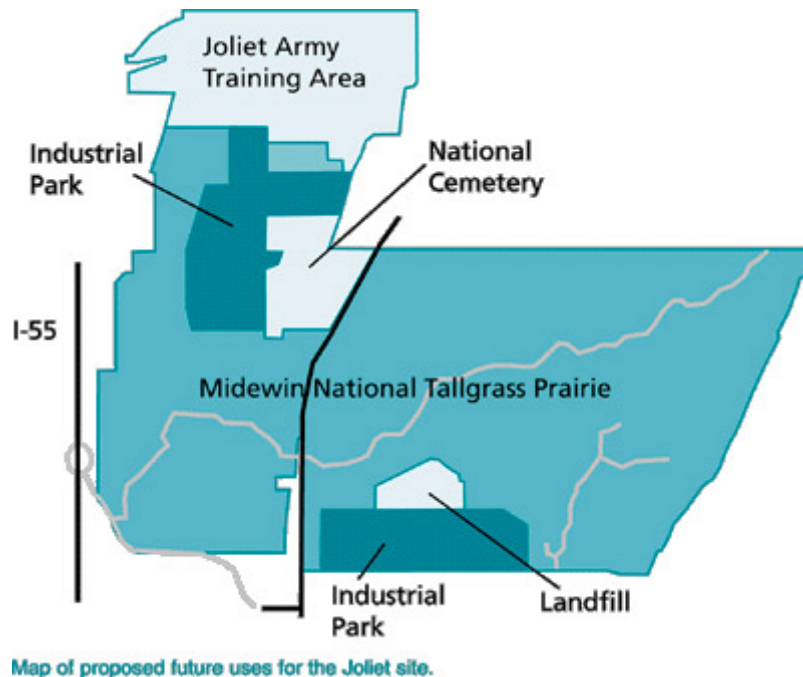 Joliet Army
Training Area
Industrial
Park
National
Cemetery
I-55
Midewin National Tallgrass Prairie
Industrial
Park
Landfill
Map of proposed future uses for the Joliet site.